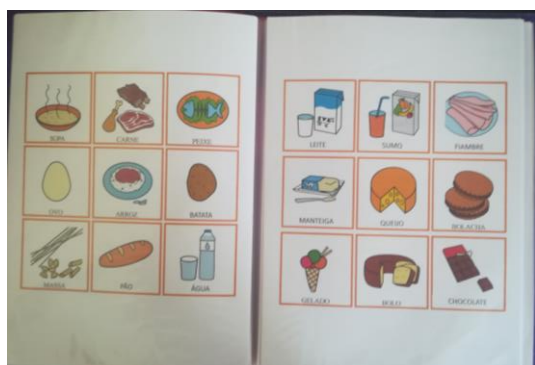 SOPA CARNE PEIXE
OVO ARROZ BATATA
MASSA PÃO ÁGUA
LEITE SUMO FIAMBRE
MANTEIGA QUEIJO BOLACHA
GELADO BOLO CHOCOLATE